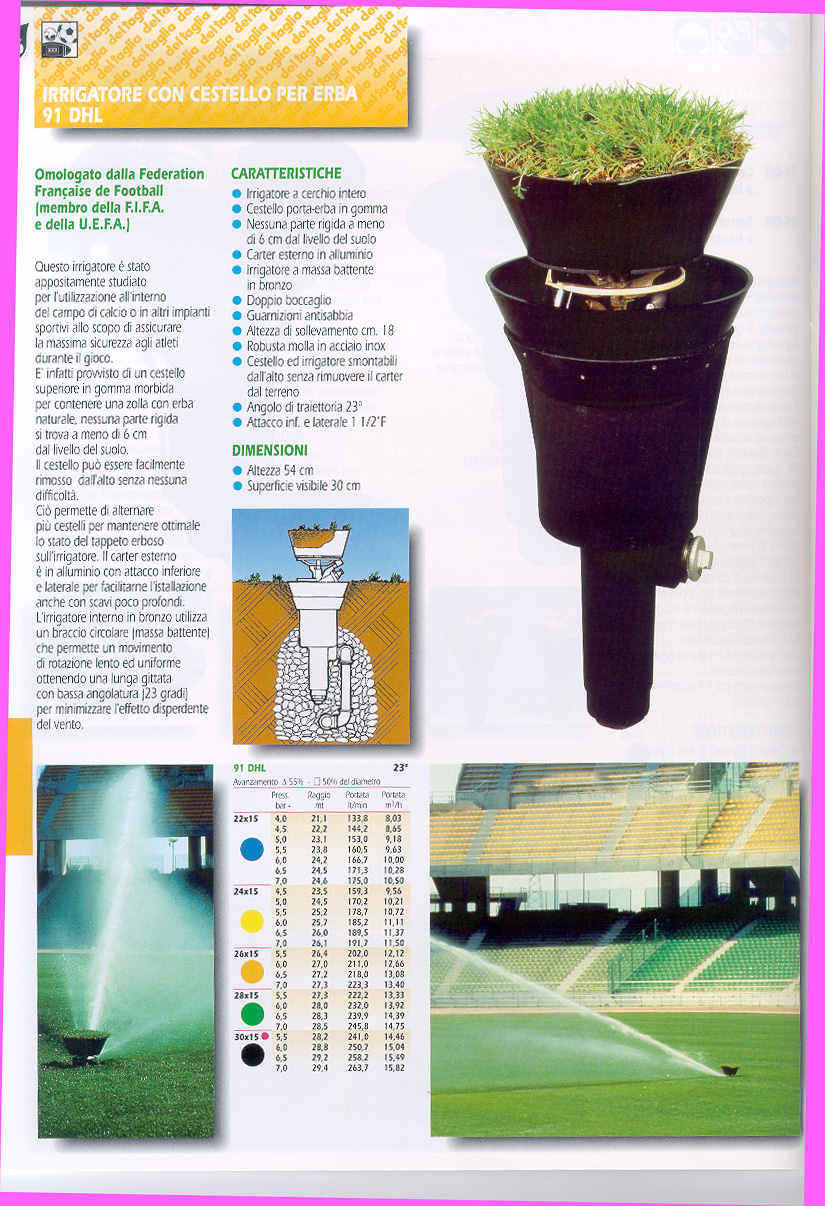 del taglia del taglia del taglia del taglia
IRRIGATORE CON CESTELLO PER ERBA
91 DHL
Omologato dalla Federation
Française de Football
(membro della F.I.F.A.
e della U.E.F.A.)
Questo irrigatore é stato
appositamente studiato
per l'utilizzazione all'interno
del campo di calcio o in altri impianti
sportivi allo scopo di assicurare
la massima sicurezza agli atleti
durante il gioco.
E' infatti provvisto di un cestello
superiore in gomma morbida
per contenere una zolla con erba
naturale, nessuna parte rigida
si trova a meno di 6 cm
dal livello del suolo.
Il cestello può essere facilmente
rimosso dall'alto senza nessuna
difficoltà.
Ciò permette di alternare
più cestelli per mantenere ottimale
lo stato del tappeto erboso
sull'irrigatore. Il carter esterno
é in alluminio con attacco inferiore
e laterale per facilitarne l'istallazione
anche con scavi poco profondi.
L'irrigatore interno in bronzo utilizza
un braccio circolare (massa battente)
che permette un movimento
di rotazione lento ed uniforme
ottenendo una lunga gittata
con bassa angolatura (23 gradi)
per minimizzare l'effetto disperdente
del vento.
CARATTERISTICHE
Irrigatore a cerchio intero
Cestello porta-erba in gomma
Nessuna parte rigida a meno
di 6 cm dal livello del suolo
Carter esterno in alluminio
Irrigatore a massa battente
in bronzo
Doppio boccaglio
Guarnizioni antisabbia
Altezza di sollevamento cm. 18
Robusta molla in acciaio inox
Cestello ed irrigatore smontabili
dall'alto senza rimuovere il carter
dal terreno
Angolo di traiettoria 23°
Attacco inf. e laterale 1 1/2"F
DIMENSIONI
Altezza 54 cm
Superficie visibile 30 cm
91 DHL 23°
Avanzamento Δ 55% - □ 50% del diametro
Press. Raggio Portata Portata
bar - mt lt/min m³/h
22x15 4,0 21,1 133,8 8,03
4,5 22,2 144,2 8,65
5,0 23,1 153,0 9,18
5,5 23,8 160,5 9,63
6,0 24,2 166,7 10,00
6,5 24,5 171,3 10,28
7,0 24,6 175,0 10,50
24x15 4,5 23,5 159,3 9,56
5,0 24,5 170,2 10,21
5,5 25,2 178,7 10,72
6,0 25,7 185,2 11,11
6,5 26,0 189,5 11,37
7,0 26,1 191,7 11,50
26x15 5,5 26,4 202,0 12,12
6,0 27,0 211,0 12,66
6,5 27,2 218,0 13,08
7,0 27,3 223,3 13,40
28x15 5,5 27,3 222,2 13,33
6,0 28,0 232,0 13,92
6,5 28,3 239,9 14,39
7,0 28,5 245,8 14,75
30x15 5,5 28,2 241,0 14,46
6,0 28,8 250,7 15,04
6,5 29,2 258,2 15,49
7,0 29,4 263,7 15,82